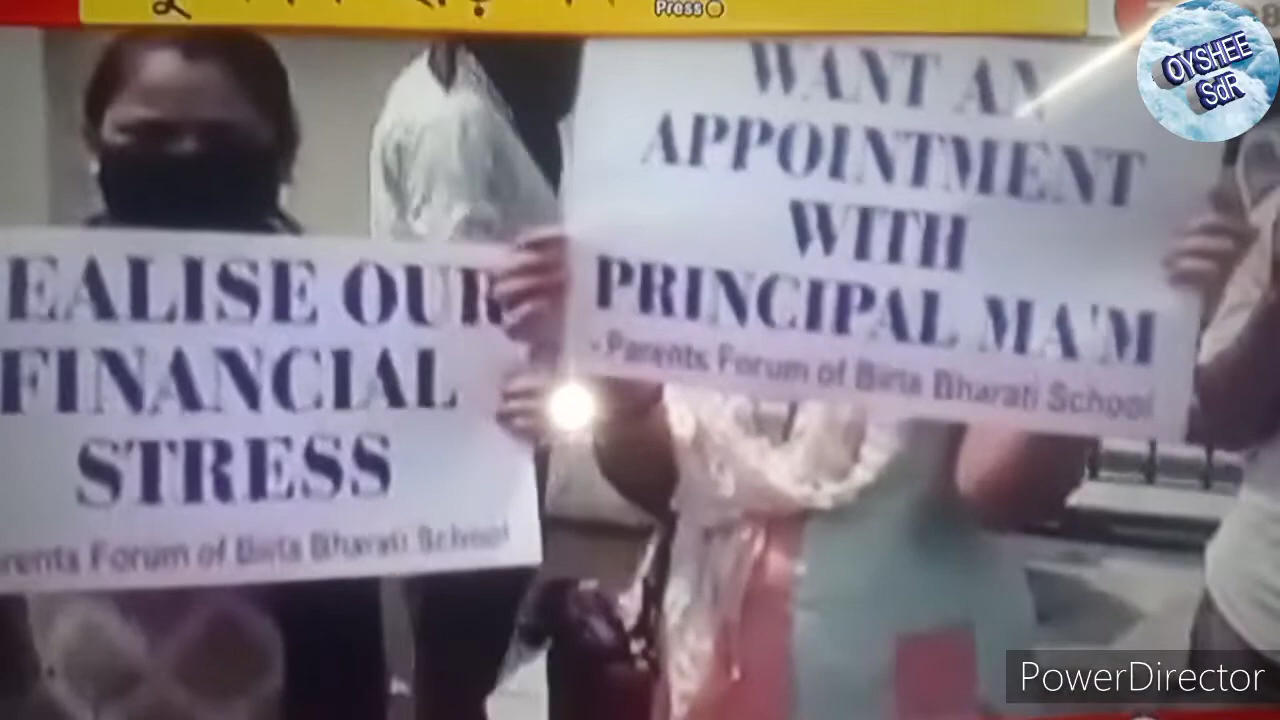 Press
OYSHEE
SdR
WANT AN
APPOINTMENT
WITH
PRINCIPAL MA'M
- Parents Forum of Birla Bharati School
EALISE OUR
FINANCIAL
STRESS
rents Forum of Birla Bharati School
PowerDirector